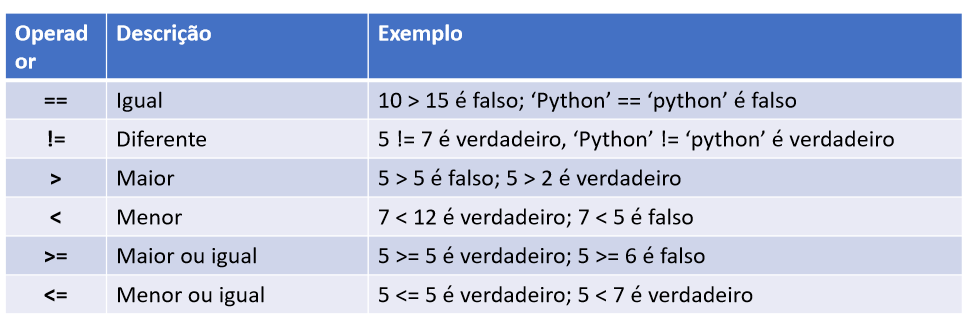 Operad Descrição Exemplo
or
== Igual 10 > 15 é falso; ‘Python’ == ‘python’ é falso
!= Diferente 5 != 7 é verdadeiro, ‘Python’ != ‘python’ é verdadeiro
> Maior 5 > 5 é falso; 5 > 2 é verdadeiro
< Menor 7 < 12 é verdadeiro; 7 < 5 é falso
>= Maior ou igual 5 >= 5 é verdadeiro; 5 >= 6 é falso
<= Menor ou igual 5 <= 5 é verdadeiro; 5 < 7 é verdadeiro